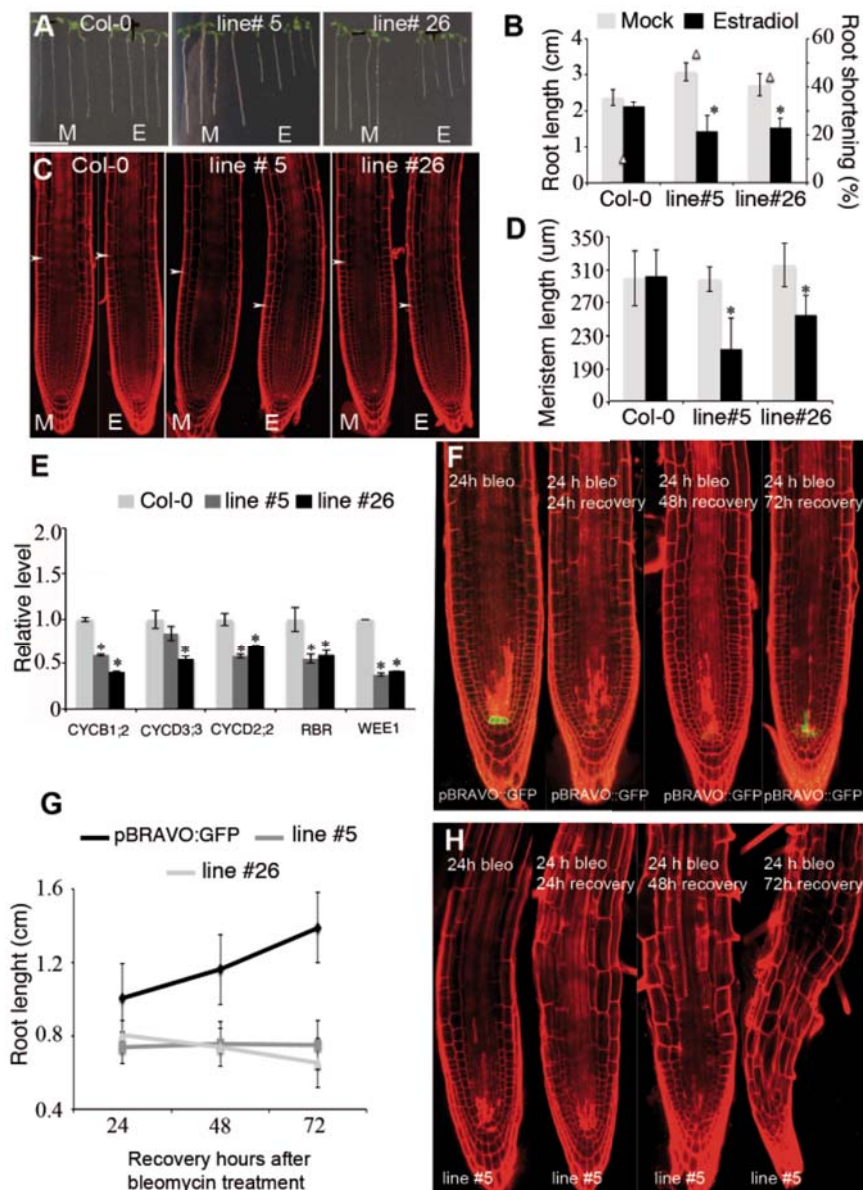 A
Col-0
line# 5
line# 26
M
E
M
E
M
E
B
Mock
Estradiol
Root length (cm)
4
3
2
1
0
Root shortening (%)
60
40
20
0
*
*
Col-0
line#5
line#26
C
Col-0
line# 5
line #26
M
E
M
E
M
E
D
Meristem length (um)
350
310
270
230
190
0
*
*
Col-0
line#5
line#26
E
Col-0
line #5
line #26
Relative level
2.0
1.5
1.0
0.5
0
* *
*
* *
* *
* *
CYCB1;2
CYCD3;3
CYCD2;2
RBR
WEE1
F
24h bleo
24h bleo
24h recovery
24h bleo
48h recovery
24h bleo
72h recovery
pBRAVO::GFP
pBRAVO::GFP
pBRAVO::GFP
pBRAVO::GFP
G
pBRAVO:GFP
line #5
line #26
Root lenght (cm)
1.6
1.2
0.8
0.4
24
48
72
Recovery hours after
bleomycin treatment
H
24h bleo
24 h bleo
24h recovery
24 h bleo
48h recovery
24h bleo
72h recovery
line #5
line #5
line #5
line #5